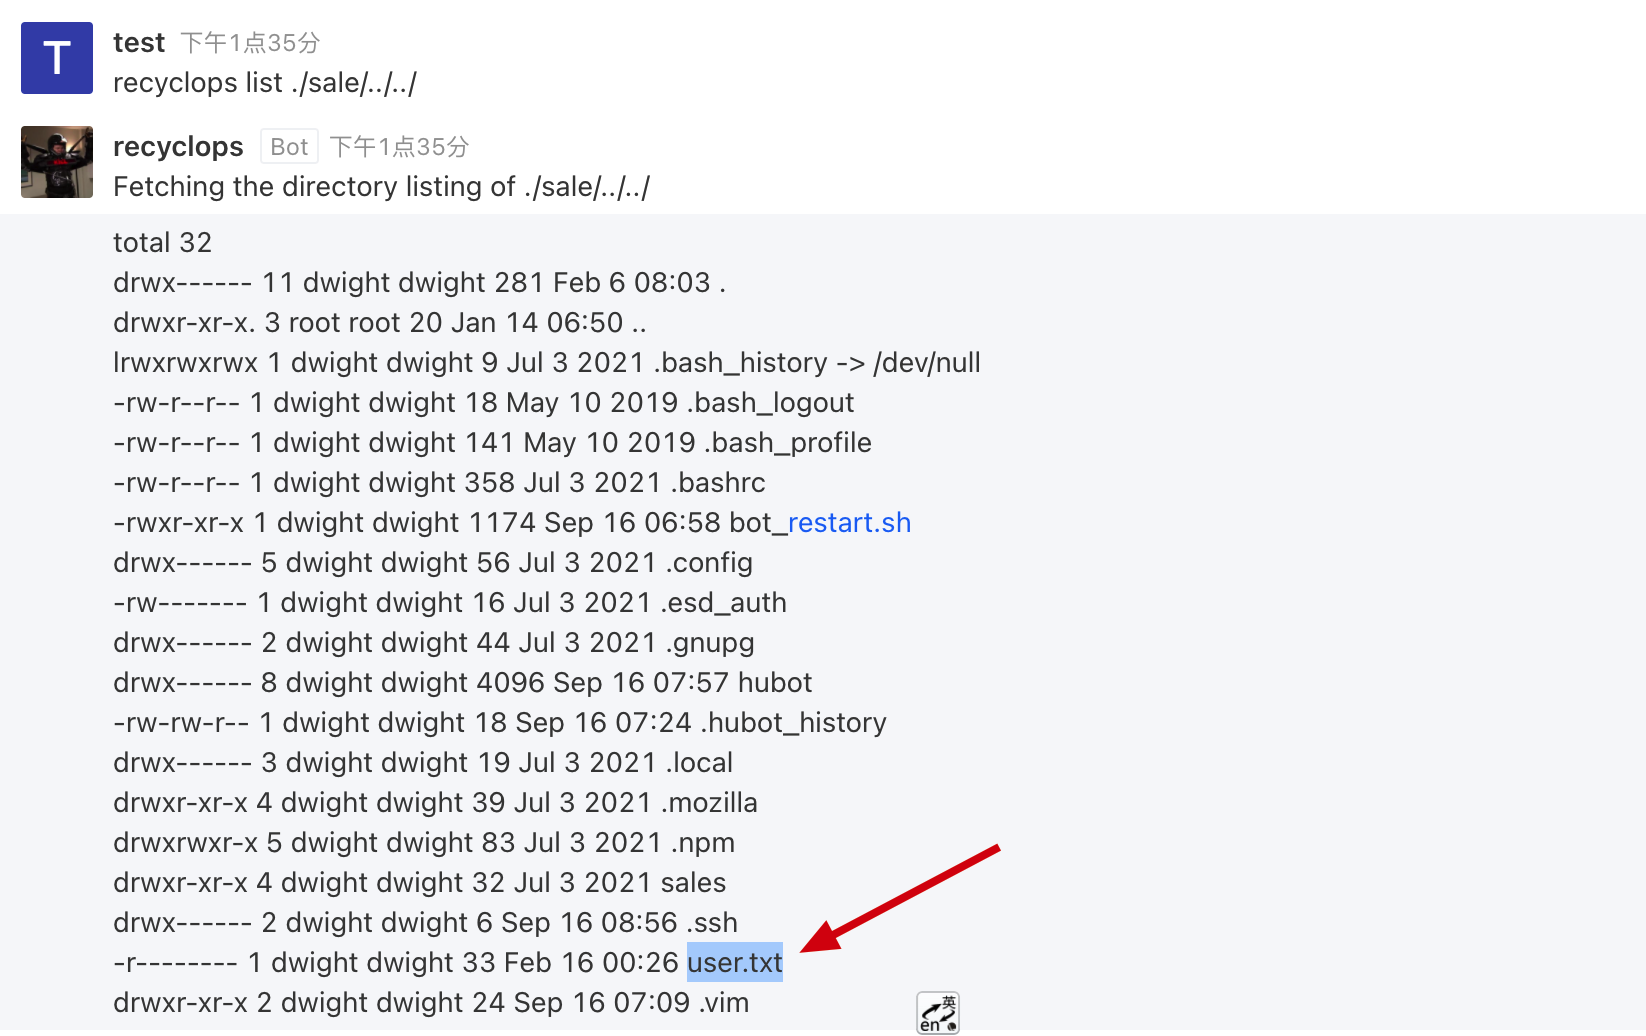 T
test 下午1点35分
recyclops list ./sale/../../
recyclops Bot 下午1点35分
Fetching the directory listing of ./sale/../../
total 32
drwx------ 11 dwight dwight 281 Feb 6 08:03 .
drwxr-xr-x. 3 root root 20 Jan 14 06:50 ..
lrwxrwxrwx 1 dwight dwight 9 Jul 3 2021 .bash_history -> /dev/null
-rw-r--r-- 1 dwight dwight 18 May 10 2019 .bash_logout
-rw-r--r-- 1 dwight dwight 141 May 10 2019 .bash_profile
-rw-r--r-- 1 dwight dwight 358 Jul 3 2021 .bashrc
-rwxr-xr-x 1 dwight dwight 1174 Sep 16 06:58 bot_restart.sh
drwx------ 5 dwight dwight 56 Jul 3 2021 .config
-rw------- 1 dwight dwight 16 Jul 3 2021 .esd_auth
drwx------ 2 dwight dwight 44 Jul 3 2021 .gnupg
drwx------ 8 dwight dwight 4096 Sep 16 07:57 hubot
-rw-rw-r-- 1 dwight dwight 18 Sep 16 07:24 .hubot_history
drwx------ 3 dwight dwight 19 Jul 3 2021 .local
drwxr-xr-x 4 dwight dwight 39 Jul 3 2021 .mozilla
drwxrwxr-x 5 dwight dwight 83 Jul 3 2021 .npm
drwxr-xr-x 4 dwight dwight 32 Jul 3 2021 sales
drwx------ 2 dwight dwight 6 Sep 16 08:56 .ssh
-r-------- 1 dwight dwight 33 Feb 16 00:26 user.txt
drwxr-xr-x 2 dwight dwight 24 Sep 16 07:09 .vim
英
en